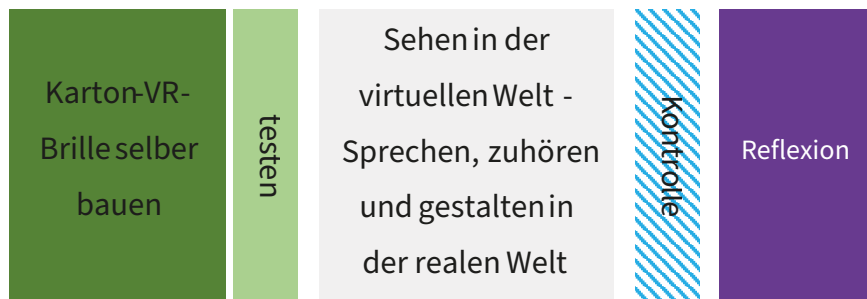 Karton-VR-
Brille selber
bauen
testen
Sehen in der
virtuellen Welt -
Sprechen, zuhören
und gestalten in
der realen Welt
Kontrolle
Reflexion